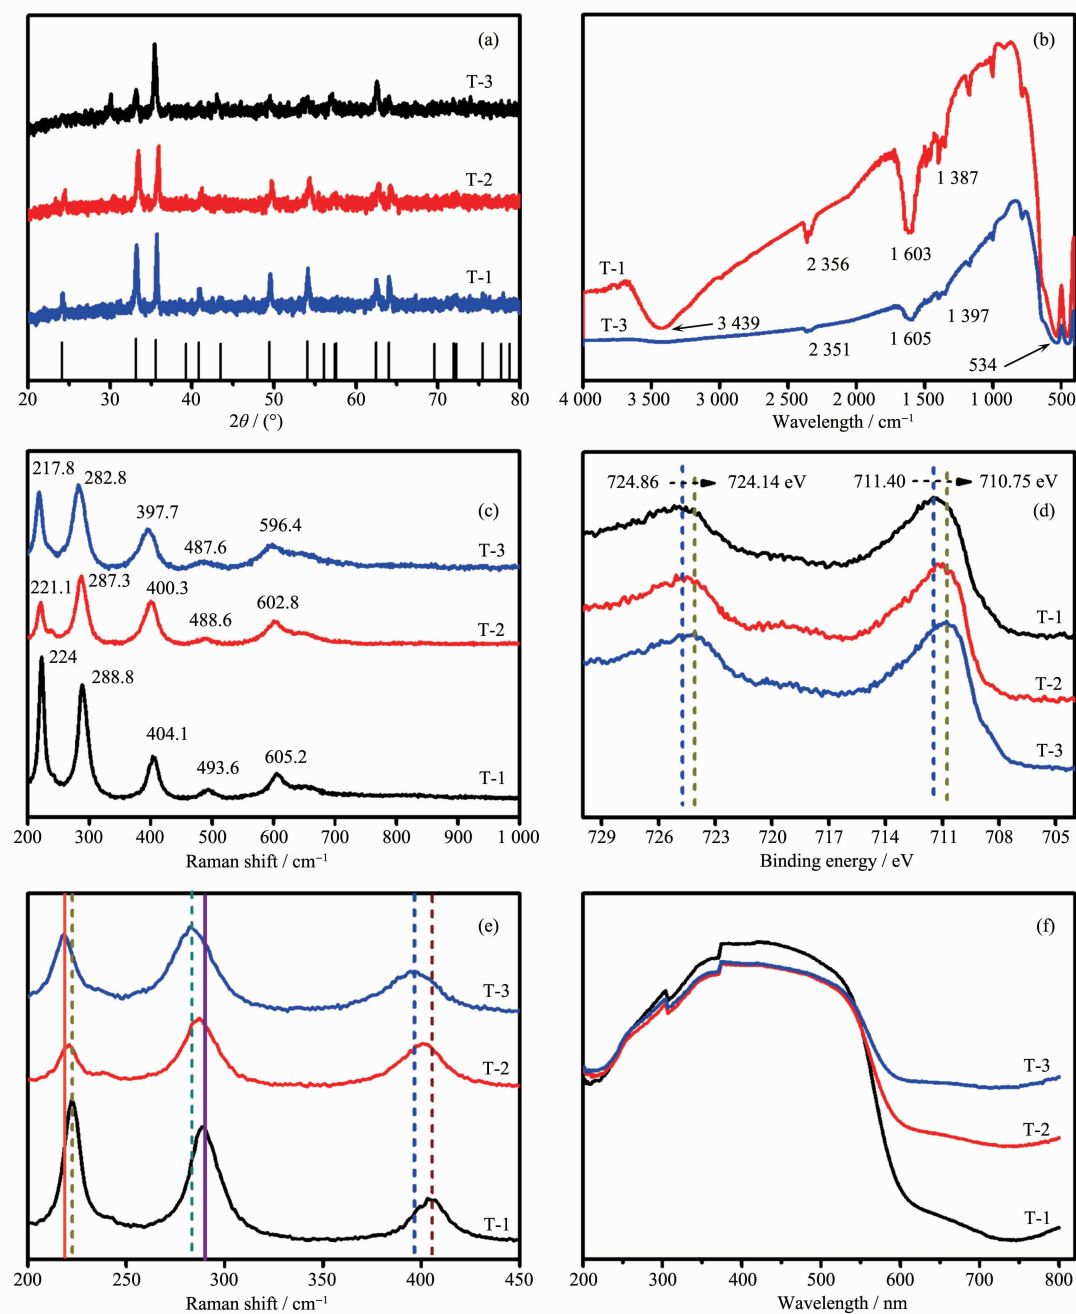 (a)
T-3
T-2
T-1
20 30 40 50 60 70 80
2θ / (°)
(b)
1 387
2 356
1 603
T-1
T-3
3 439
2 351
1 605
1 397
534
4 000 3 500 3 000 2 500 2 000 1 500 1 000 500
Wavelength / cm⁻¹
(c)
217.8
282.8
397.7
487.6
596.4
T-3
221.1
287.3
400.3
488.6
602.8
T-2
224
288.8
404.1
493.6
605.2
T-1
200 300 400 500 600 700 800 900 1 000
Raman shift / cm⁻¹
724.86 724.14 eV 711.40 710.75 eV
(d)
T-1
T-2
T-3
729 726 723 720 717 714 711 708 705
Binding energy / eV
(e)
T-3
T-2
T-1
200 250 300 350 400 450
Raman shift / cm⁻¹
(f)
T-3
T-2
T-1
200 300 400 500 600 700 800
Wavelength / nm